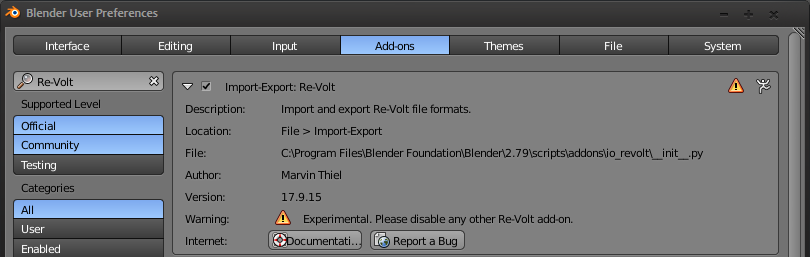 Blender User Preferences
Interface Editing Input Add-ons Themes File System
Re-Volt
Supported Level
Official
Community
Testing
Categories
All
User
Enabled
Import-Export: Re-Volt
Description: Import and export Re-Volt file formats.
Location: File > Import-Export
File: C:\Program Files\Blender Foundation\Blender\2.79\scripts\addons\io_revolt\__init__.py
Author: Marvin Thiel
Version: 17.9.15
Warning: Experimental. Please disable any other Re-Volt add-on.
Internet: Documentati... Report a Bug